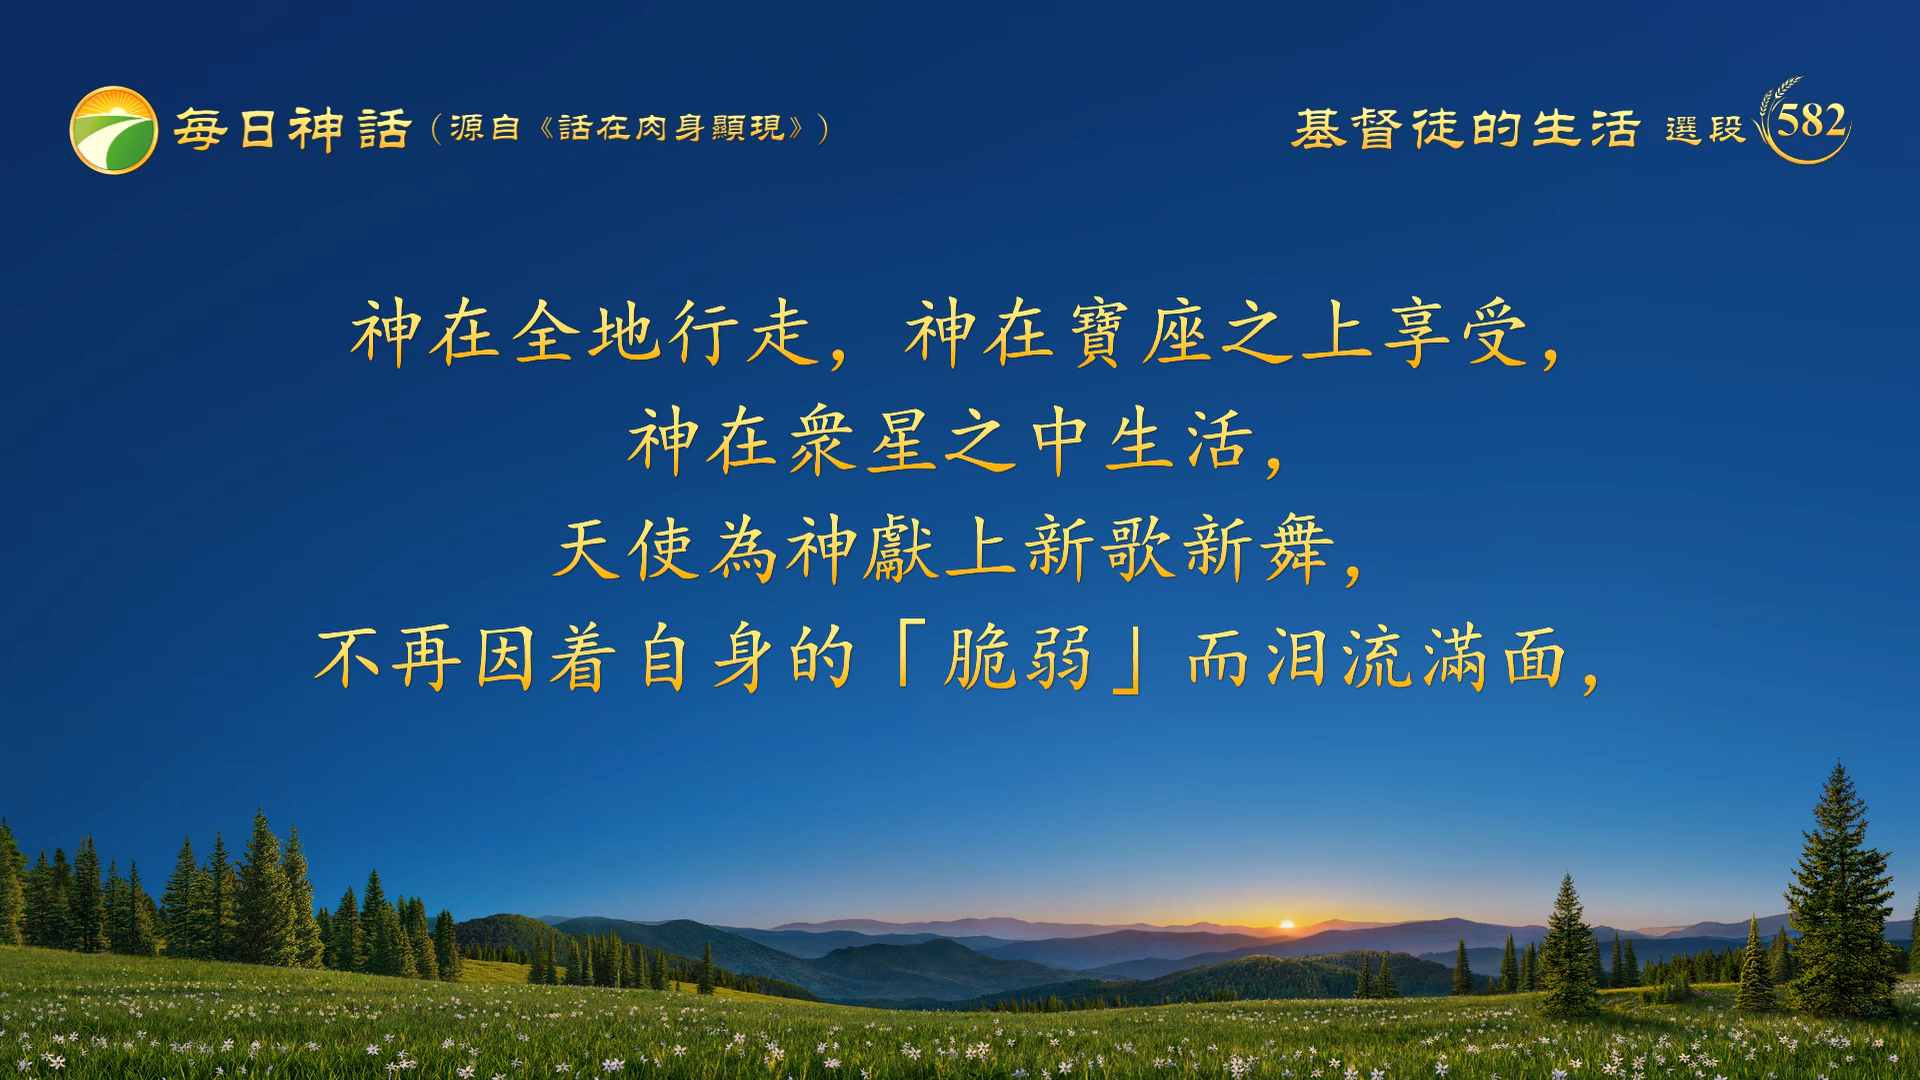 每日神話（源自《話在肉身顯現》）
基督徒的生活 選段 582
神在全地行走，神在寶座之上享受，
神在衆星之中生活，
天使為神獻上新歌新舞，
不再因着自身的「脆弱」而泪流滿面，